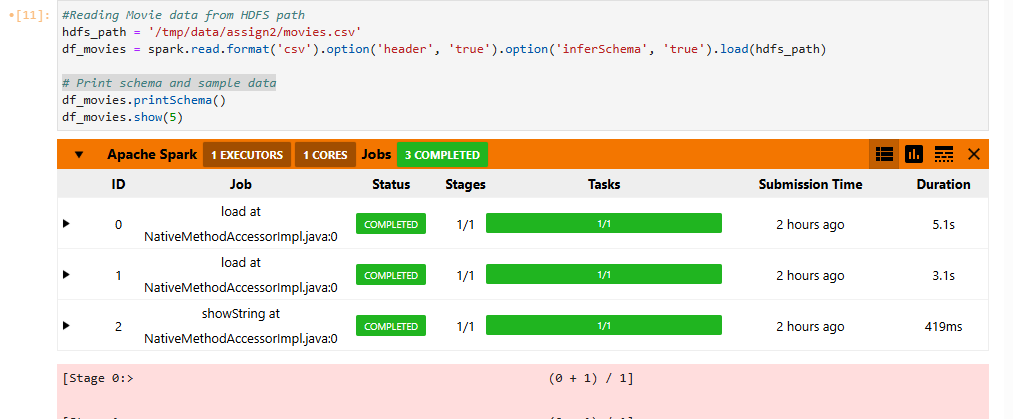 •[11]:
#Reading Movie data from HDFS path
hdfs_path = '/tmp/data/assign2/movies.csv'
df_movies = spark.read.format('csv').option('header', 'true').option('inferSchema', 'true').load(hdfs_path)
# Print schema and sample data
df_movies.printSchema()
df_movies.show(5)
▼ Apache Spark 1 EXECUTORS 1 CORES Jobs 3 COMPLETED
ID Job Status Stages Tasks Submission Time Duration
0 load at NativeMethodAccessorImpl.java:0 COMPLETED 1/1 1/1 2 hours ago 5.1s
1 load at NativeMethodAccessorImpl.java:0 COMPLETED 1/1 1/1 2 hours ago 3.1s
2 showString at NativeMethodAccessorImpl.java:0 COMPLETED 1/1 1/1 2 hours ago 419ms
[Stage 0:> (0 + 1) / 1]